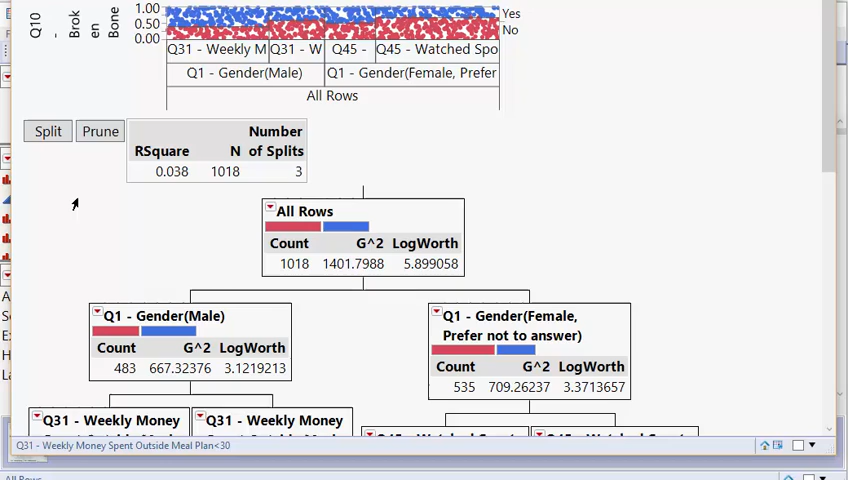 Q10
-
Brok
en
Bone
1.00
0.50
0.00
Yes
No
Q31 - Weekly M Q31 - W Q45 - Q45 - Watched Spo
Q1 - Gender(Male) Q1 - Gender(Female, Prefer
All Rows
Split Prune
Number
RSquare N of Splits
0.038 1018 3
All Rows
Count G^2 LogWorth
1018 1401.7988 5.899058
Q1 - Gender(Male)
Count G^2 LogWorth
483 667.32376 3.1219213
Q1 - Gender(Female,
Prefer not to answer)
Count G^2 LogWorth
535 709.26237 3.3713657
Q31 - Weekly Money Q31 - Weekly Money
Q31 - Weekly Money Spent Outside Meal Plan<30
All Rows